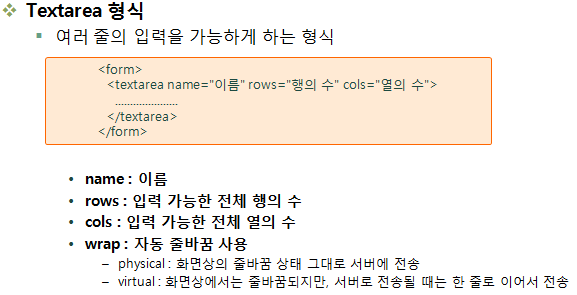 ❖ Textarea 형식
▪ 여러 줄의 입력을 가능하게 하는 형식
<form>
<textarea name="이름" rows="행의 수" cols="열의 수">
.....................
</textarea>
</form>
• name : 이름
• rows : 입력 가능한 전체 행의 수
• cols : 입력 가능한 전체 열의 수
• wrap : 자동 줄바꿈 사용
– physical : 화면상의 줄바꿈 상태 그대로 서버에 전송
– virtual : 화면상에서는 줄바꿈되지만, 서버로 전송될 때는 한 줄로 이어서 전송